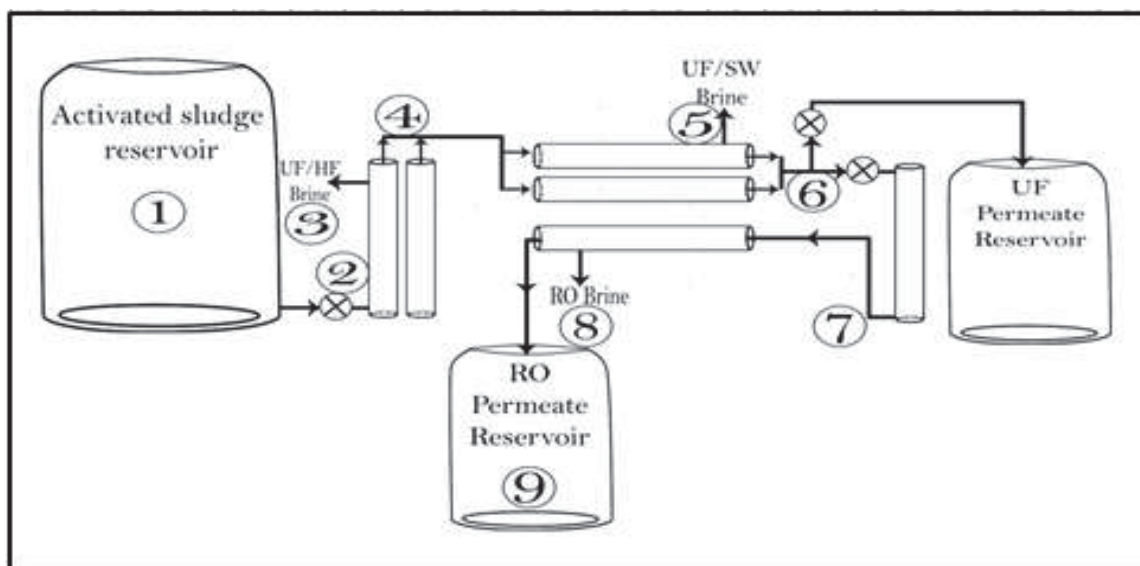 Activated sludge
reservoir
1
2
UF/HF
Brine
3
4
UF/SW
Brine
5
6
UF
Permeate
Reservoir
7
RO Brine
8
RO
Permeate
Reservoir
9